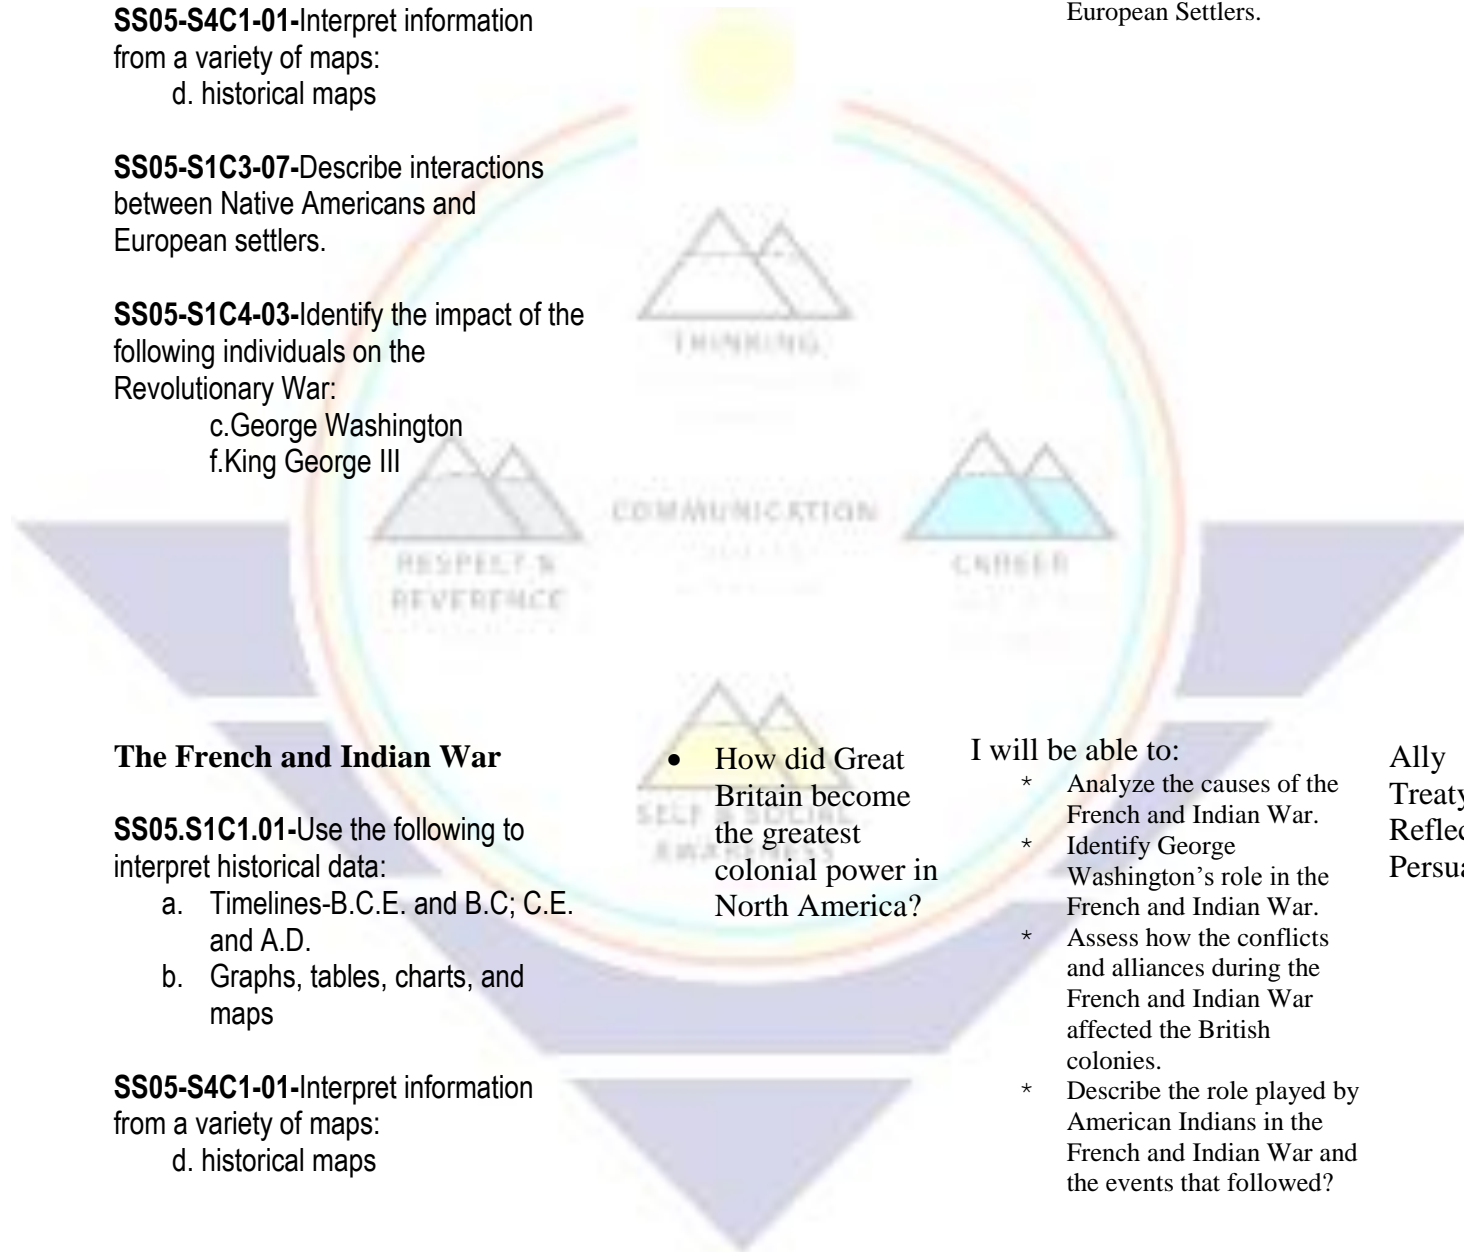 SS05-S4C1-01-Interpret information
from a variety of maps:
d. historical maps
SS05-S1C3-07-Describe interactions
between Native Americans and
European settlers.
SS05-S1C4-03-Identify the impact of the
following individuals on the
Revolutionary War:
c.George Washington
f.King George III
European Settlers.
THINKING
COMMUNICATION
RESPECT &
REVERENCE
CAREER
SELF & SOCIAL
AWARENESS
The French and Indian War
SS05.S1C1.01-Use the following to
interpret historical data:
a. Timelines-B.C.E. and B.C; C.E.
and A.D.
b. Graphs, tables, charts, and
maps
SS05-S4C1-01-Interpret information
from a variety of maps:
d. historical maps
• How did Great
Britain become
the greatest
colonial power in
North America?
I will be able to:
* Analyze the causes of the
French and Indian War.
* Identify George
Washington’s role in the
French and Indian War.
* Assess how the conflicts
and alliances during the
French and Indian War
affected the British
colonies.
* Describe the role played by
American Indians in the
French and Indian War and
the events that followed?
Ally
Treaty
Reflec
Persua